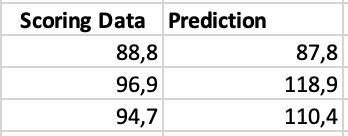 Scoring Data Prediction
88,8 87,8
96,9 118,9
94,7 110,4